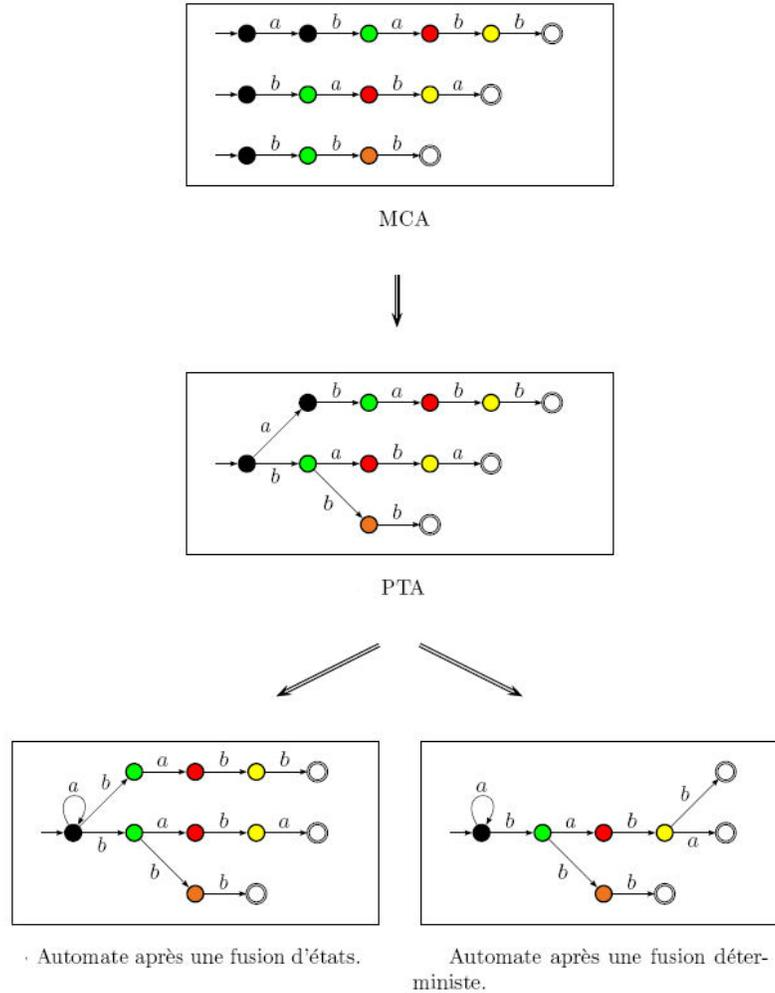 a b a b b
b a b a
b b b
MCA
b a b b
a
a b a
b
b b
PTA
a b b
a b b
a b a
b
b b
a a b
b a b a
b b
· Automate après une fusion d'états.
Automate après une fusion déter-
ministe.